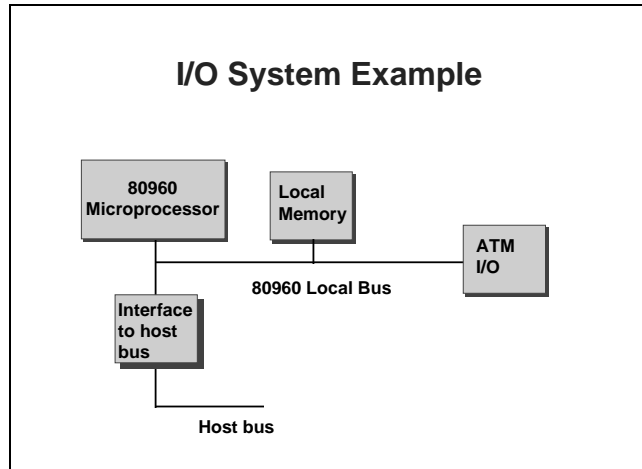 I/O System Example
80960
Microprocessor
Local
Memory
ATM
I/O
80960 Local Bus
Interface
to host
bus
Host bus